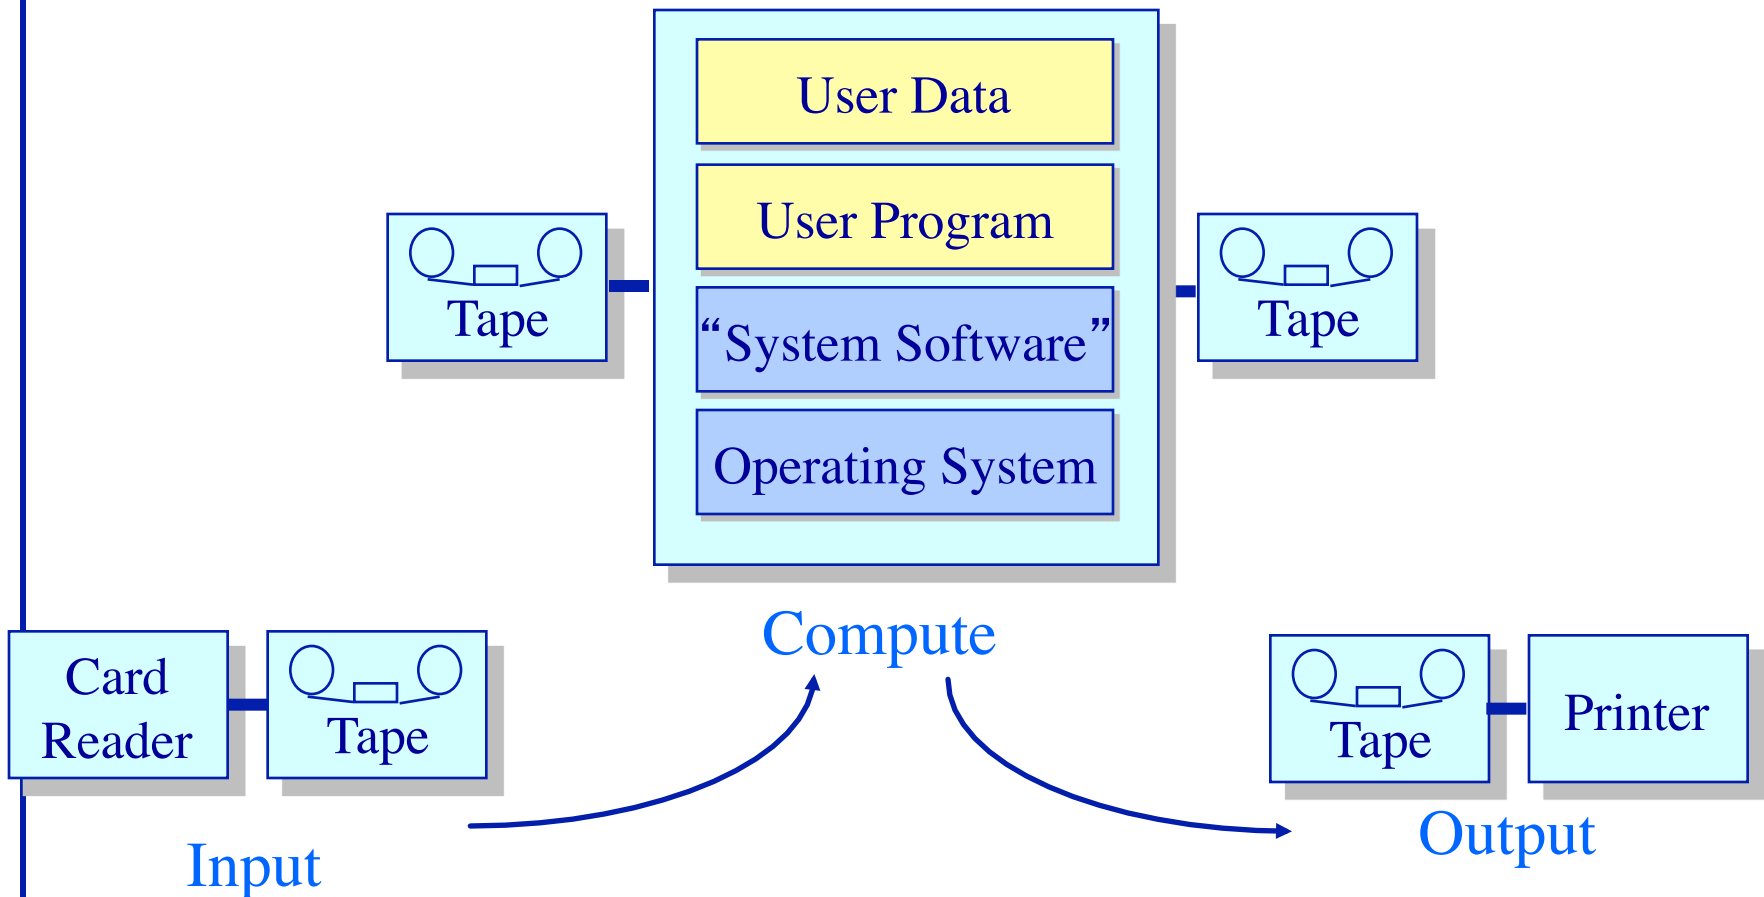 User Data
User Program
“System Software”
Operating System
Tape
Tape
Compute
Card
Reader
Tape
Input
Tape
Printer
Output